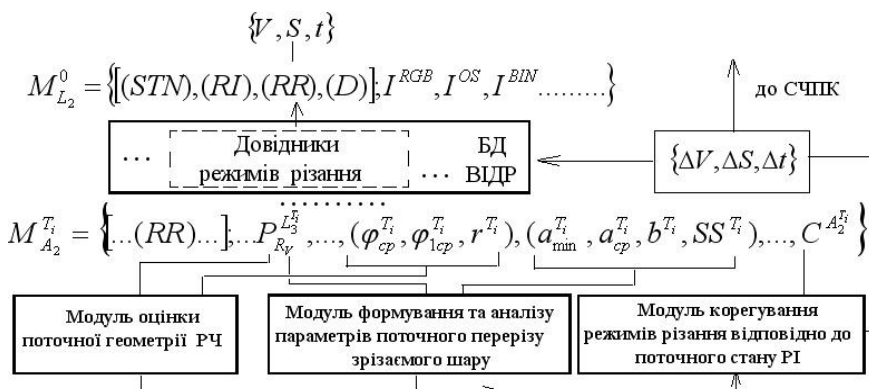 {V, S, t}
M_{L_2}^{0} = {[(STN),(RI),(RR),(D)]; I^{RGB}, I^{OS}, I^{BIN}.........}
до СЧПК
... Довідники режимів різання ... БД ВІДР
{ΔV, ΔS, Δt}
..........
M_{A_2}^{T_i} = {[...(RR)...];...P_{R_V}^{L_3^{T_i}},...,(φ_{cp}^{T_i}, φ_{1cp}^{T_i}, r^{T_i}),(a_{min}^{T_i}, a_{cp}^{T_i}, b^{T_i}, SS^{T_i}),..., C^{A_2^{T_i}}}
Модуль оцінки
поточної геометрії РЧ
Модуль формування та аналізу
параметрів поточного перерізу
зрізаємого шару
Модуль корегування
режимів різання відповідно до
поточного стану РІ